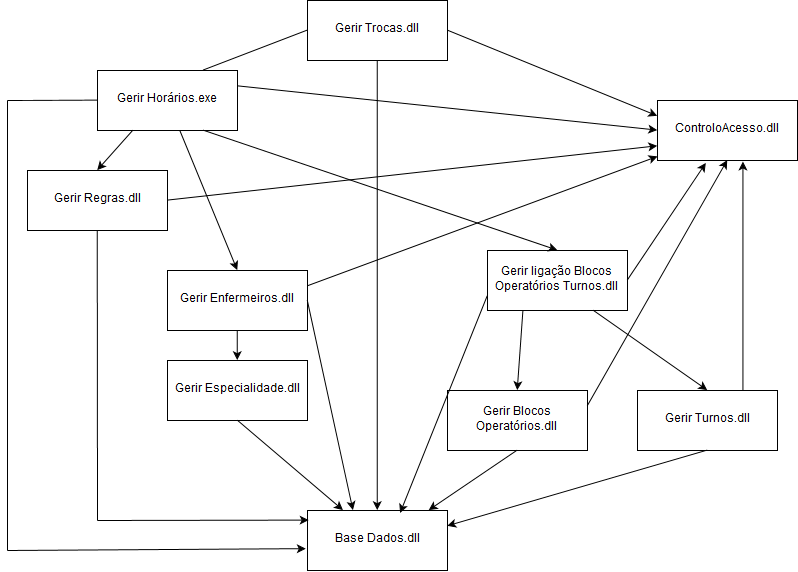 Gerir Trocas.dll
Gerir Horários.exe
ControloAcesso.dll
Gerir Regras.dll
Gerir ligação Blocos
Operatórios Turnos.dll
Gerir Enfermeiros.dll
Gerir Especialidade.dll
Gerir Blocos
Operatórios.dll
Gerir Turnos.dll
Base Dados.dll